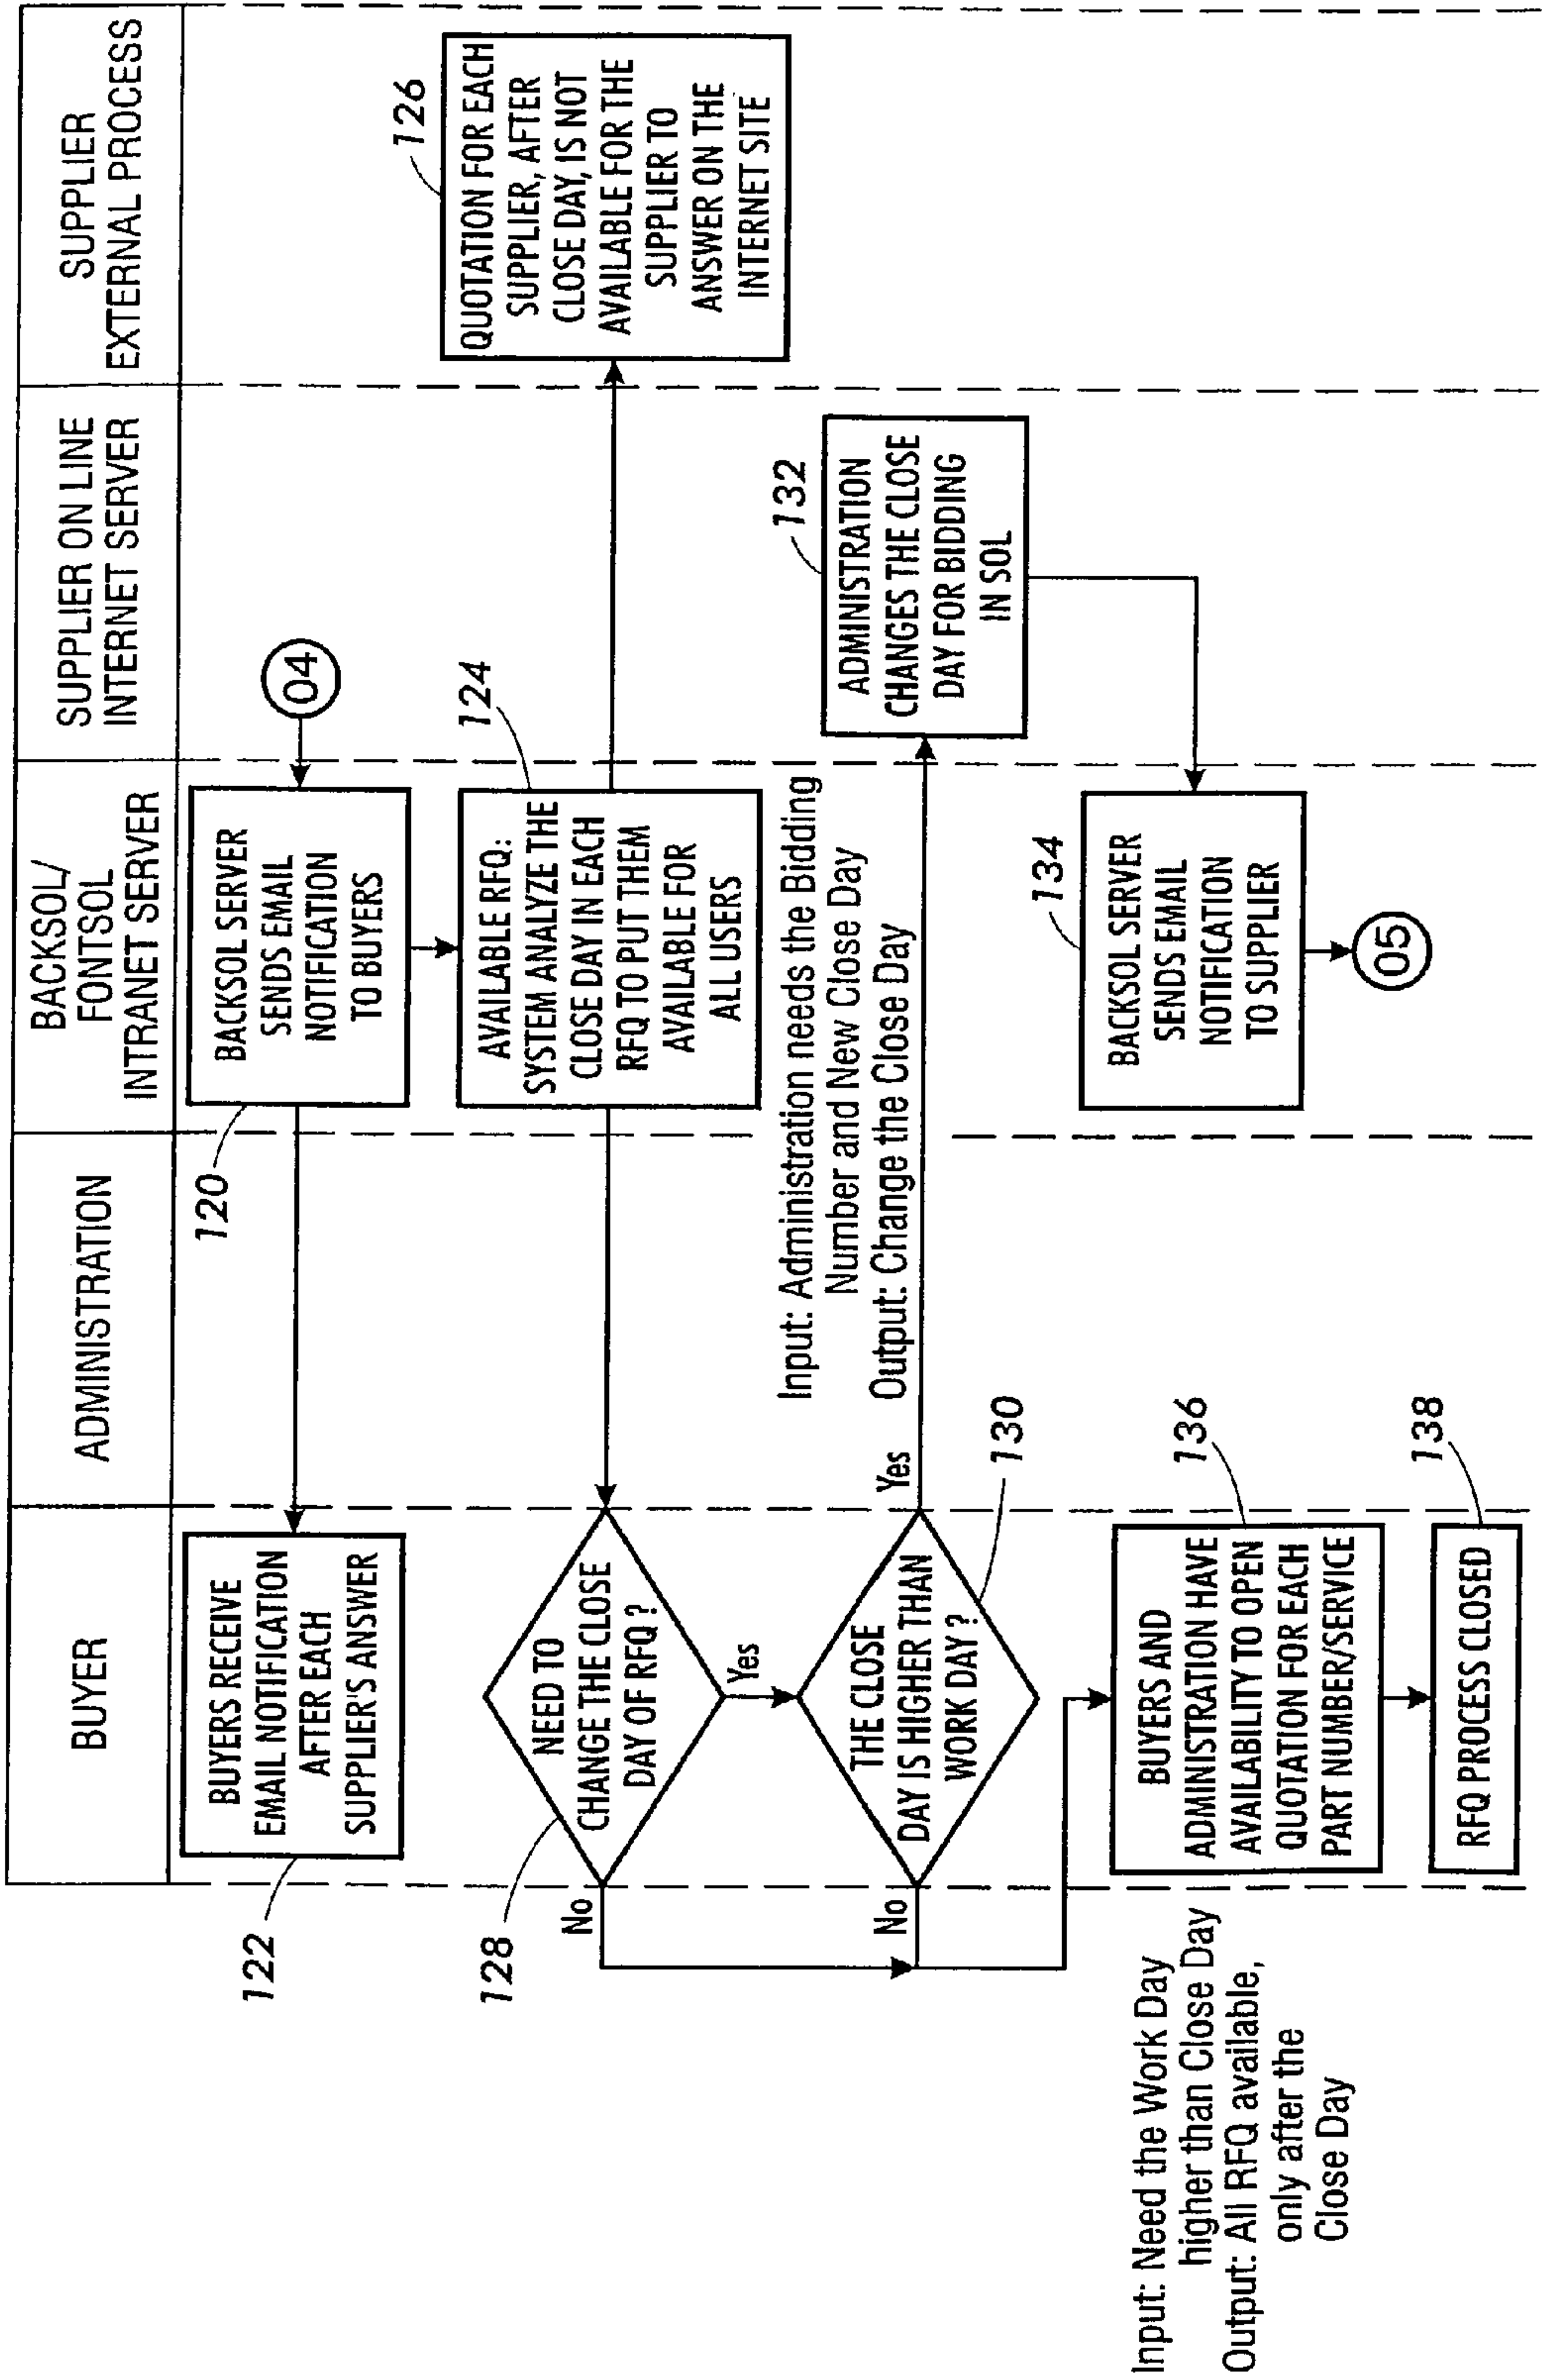 BUYER
ADMINISTRATION
BACKSOL/
FONTSOL
INTRANET SERVER
SUPPLIER ON LINE
INTERNET SERVER
SUPPLIER
EXTERNAL PROCESS
04
120
BACKSOL SERVER
SENDS EMAIL
NOTIFICATION
TO BUYERS
122
BUYERS RECEIVE
EMAIL NOTIFICATION
AFTER EACH
SUPPLIER'S ANSWER
124
AVAILABLE RFQ:
SYSTEM ANALYZE THE
CLOSE DAY IN EACH
RFQ TO PUT THEM
AVAILABLE FOR
ALL USERS
126
QUOTATION FOR EACH
SUPPLIER, AFTER
CLOSE DAY, IS NOT
AVAILABLE FOR THE
SUPPLIER TO
ANSWER ON THE
INTERNET SITE
128
NEED TO
CHANGE THE CLOSE
DAY OF RFQ?
No
Yes
130
THE CLOSE
DAY IS HIGHER THAN
WORK DAY?
No
Yes
Input: Administration needs the Bidding
Number and New Close Day
Output: Change the Close Day
132
ADMINISTRATION
CHANGES THE CLOSE
DAY FOR BIDDING
IN SOL
134
BACKSOL SERVER
SENDS EMAIL
NOTIFICATION
TO SUPPLIER
05
Input: Need the Work Day
higher than Close Day
Output: All RFQ available,
only after the
Close Day
136
BUYERS AND
ADMINISTRATION HAVE
AVAILABILITY TO OPEN
QUOTATION FOR EACH
PART NUMBER/SERVICE
138
RFQ PROCESS CLOSED